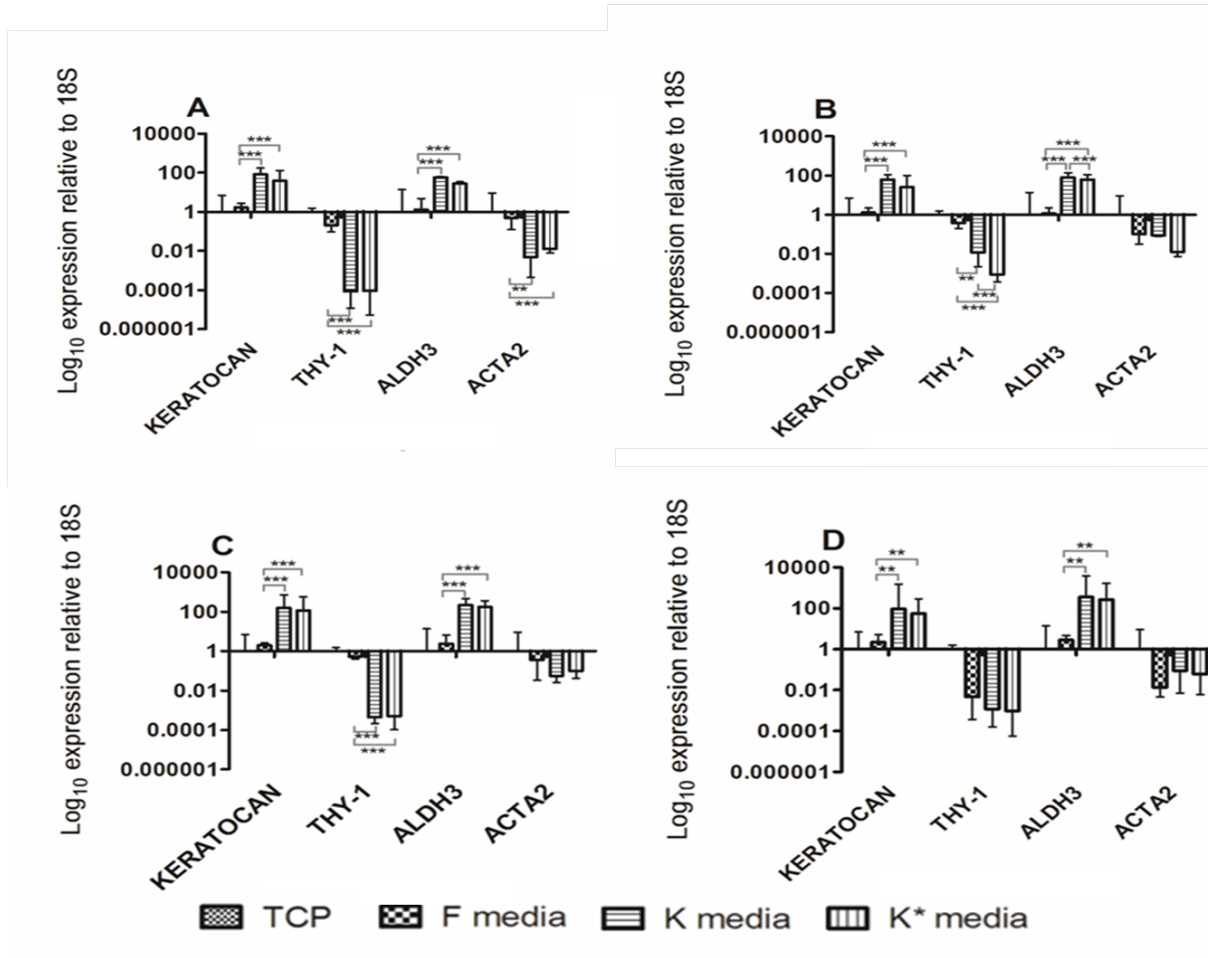 A
Log10 expression relative to 18S
10000
100
1
0.01
0.0001
0.000001
*** *** *** *** *** *** ** ***
KERATOCAN THY-1 ALDH3 ACTA2
B
Log10 expression relative to 18S
10000
100
1
0.01
0.0001
0.000001
*** *** *** *** *** ** *** ***
KERATOCAN THY-1 ALDH3 ACTA2
C
Log10 expression relative to 18S
10000
100
1
0.01
0.0001
0.000001
*** *** *** *** *** ***
KERATOCAN THY-1 ALDH3 ACTA2
D
Log10 expression relative to 18S
10000
100
1
0.01
0.0001
0.000001
** ** ** **
KERATOCAN THY-1 ALDH3 ACTA2
TCP F media K media K* media